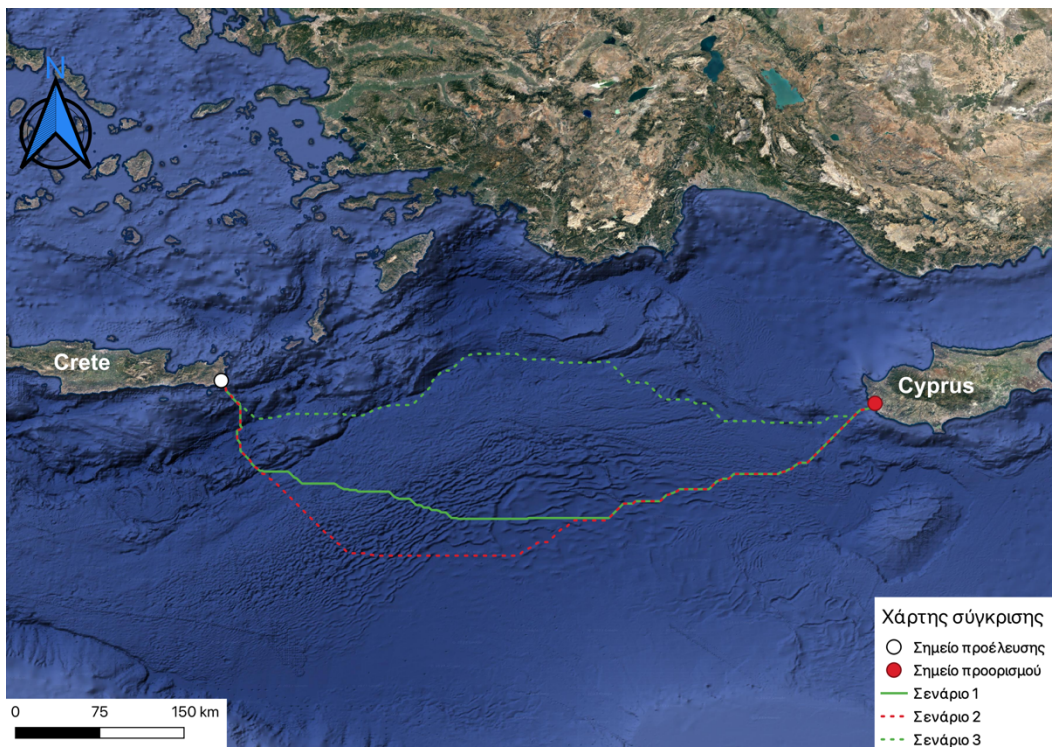 N
Crete
Cyprus
Χάρτης σύγκρισης
Σημείο προέλευσης
Σημείο προορισμού
Σενάριο 1
Σενάριο 2
Σενάριο 3
0 75 150 km